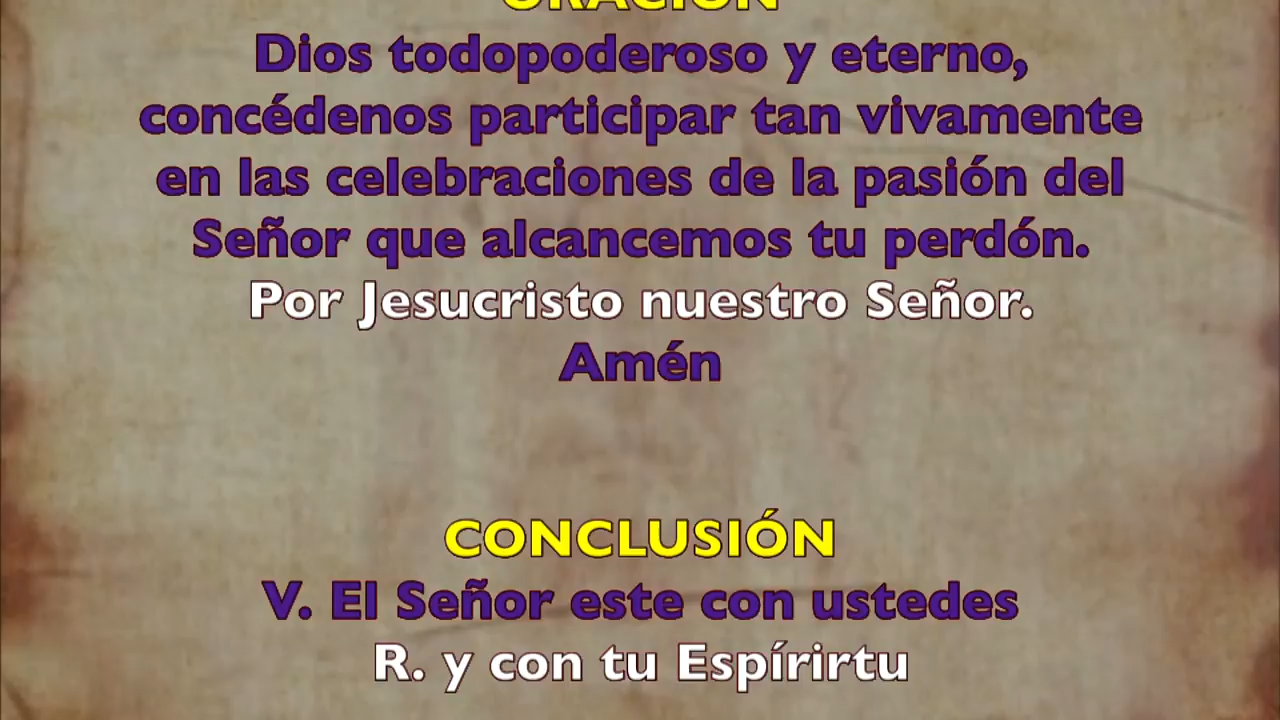 ORACIÓN
Dios todopoderoso y eterno,
concédenos participar tan vivamente
en las celebraciones de la pasión del
Señor que alcancemos tu perdón.
Por Jesucristo nuestro Señor.
Amén
CONCLUSIÓN
V. El Señor este con ustedes
R. y con tu Espírirtu